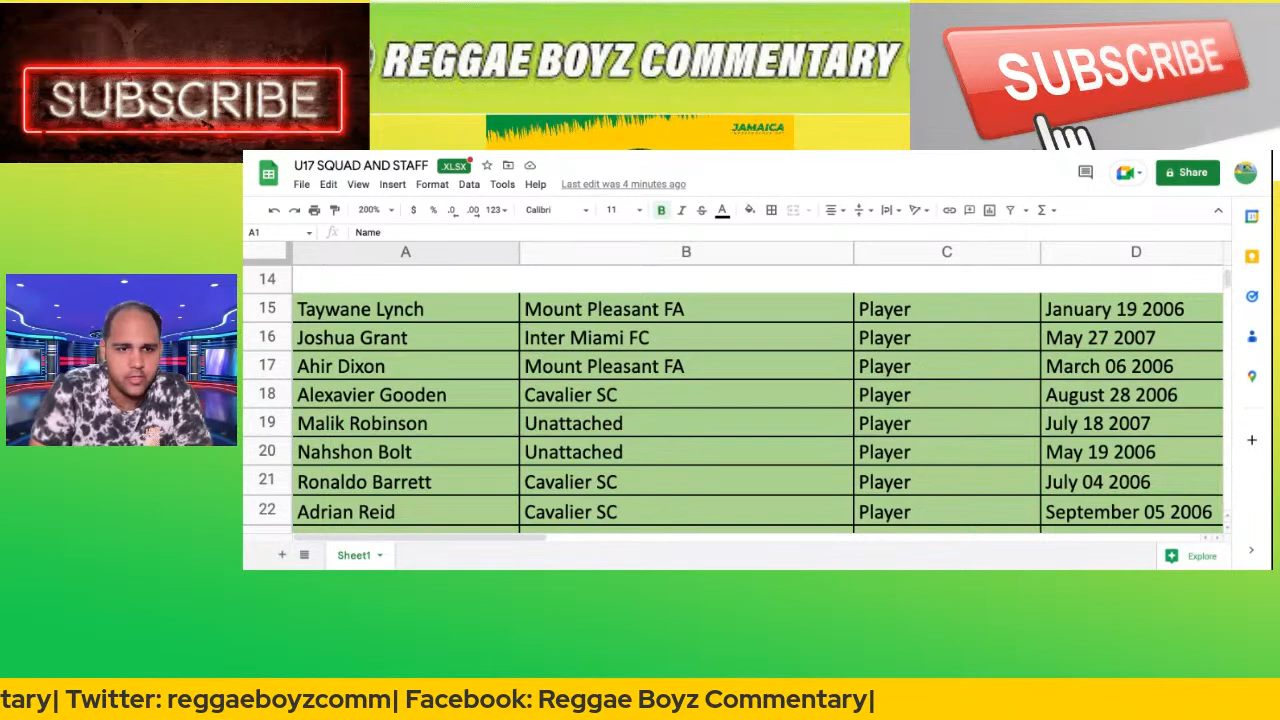 SUBSCRIBE
REGGAE BOYZ COMMENTARY
SUBSCRIBE
JAMAICA
U17 SQUAD AND STAFF .XLSX
File Edit View Insert Format Data Tools Help Last edit was 4 minutes ago
Share
200% $ % .0 .00 123 Calibri 11 B I S A
A1 fx Name
A B C D
14
15 Taywane Lynch Mount Pleasant FA Player January 19 2006
16 Joshua Grant Inter Miami FC Player May 27 2007
17 Ahir Dixon Mount Pleasant FA Player March 06 2006
18 Alexavier Gooden Cavalier SC Player August 28 2006
19 Malik Robinson Unattached Player July 18 2007
20 Nahshon Bolt Unattached Player May 19 2006
21 Ronaldo Barrett Cavalier SC Player July 04 2006
22 Adrian Reid Cavalier SC Player September 05 2006
Sheet1
Explore
tary| Twitter: reggaeboyzcomm| Facebook: Reggae Boyz Commentary|